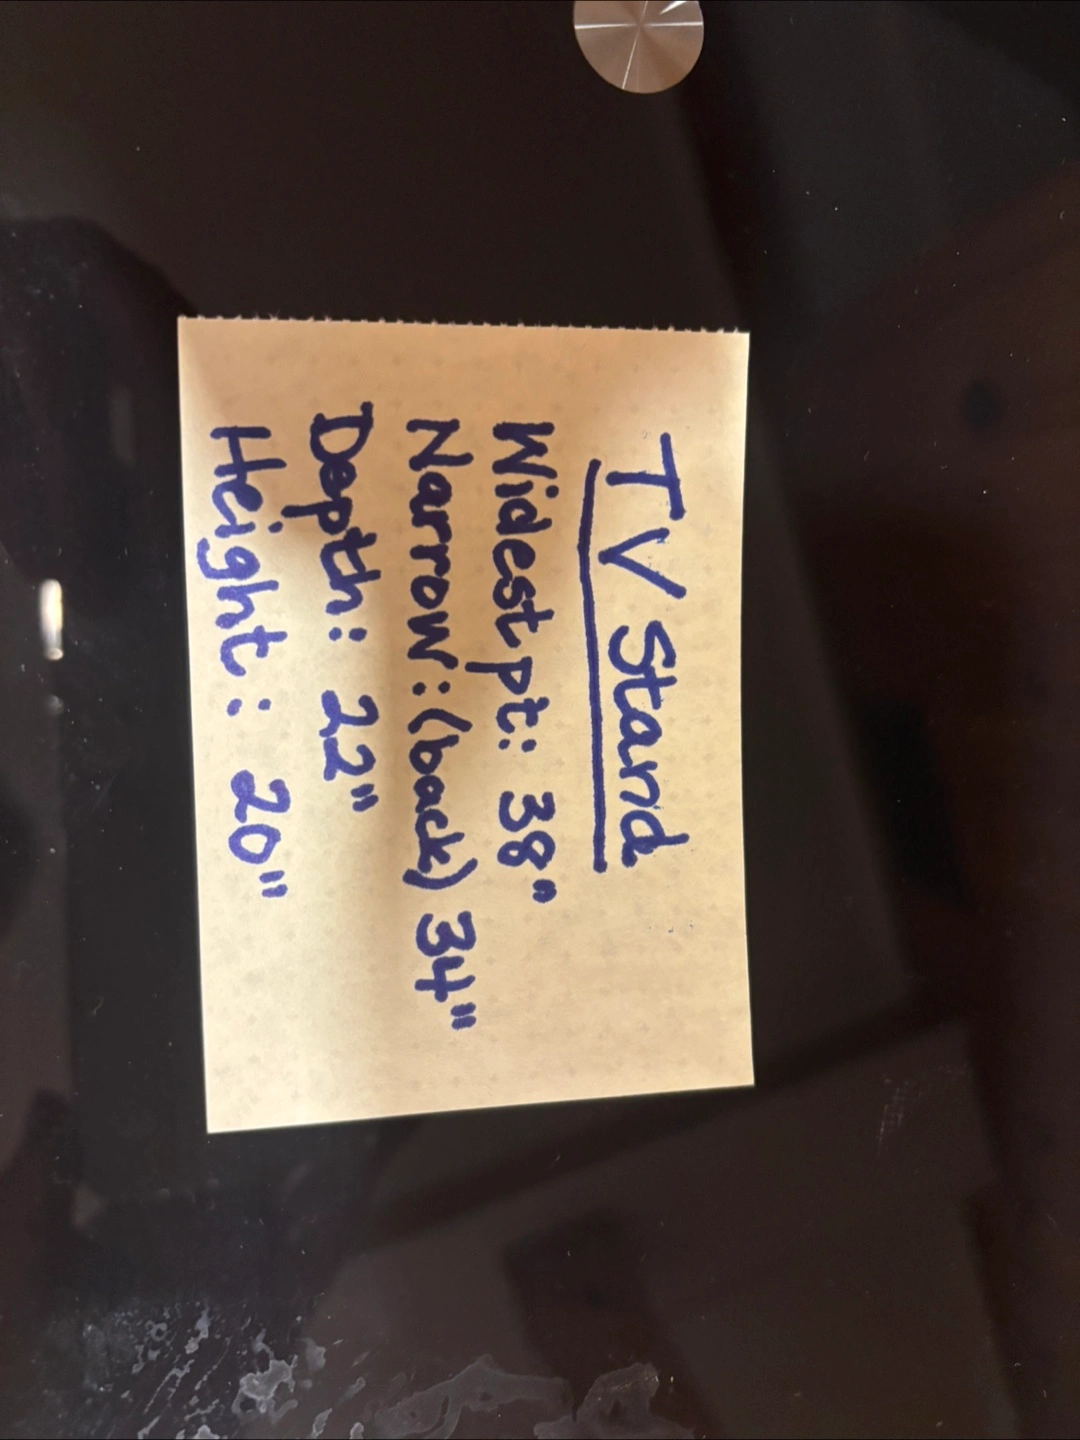 TV Stand
Widest pt: 38"
Narrow: (back) 34"
Depth: 22"
Height: 20"